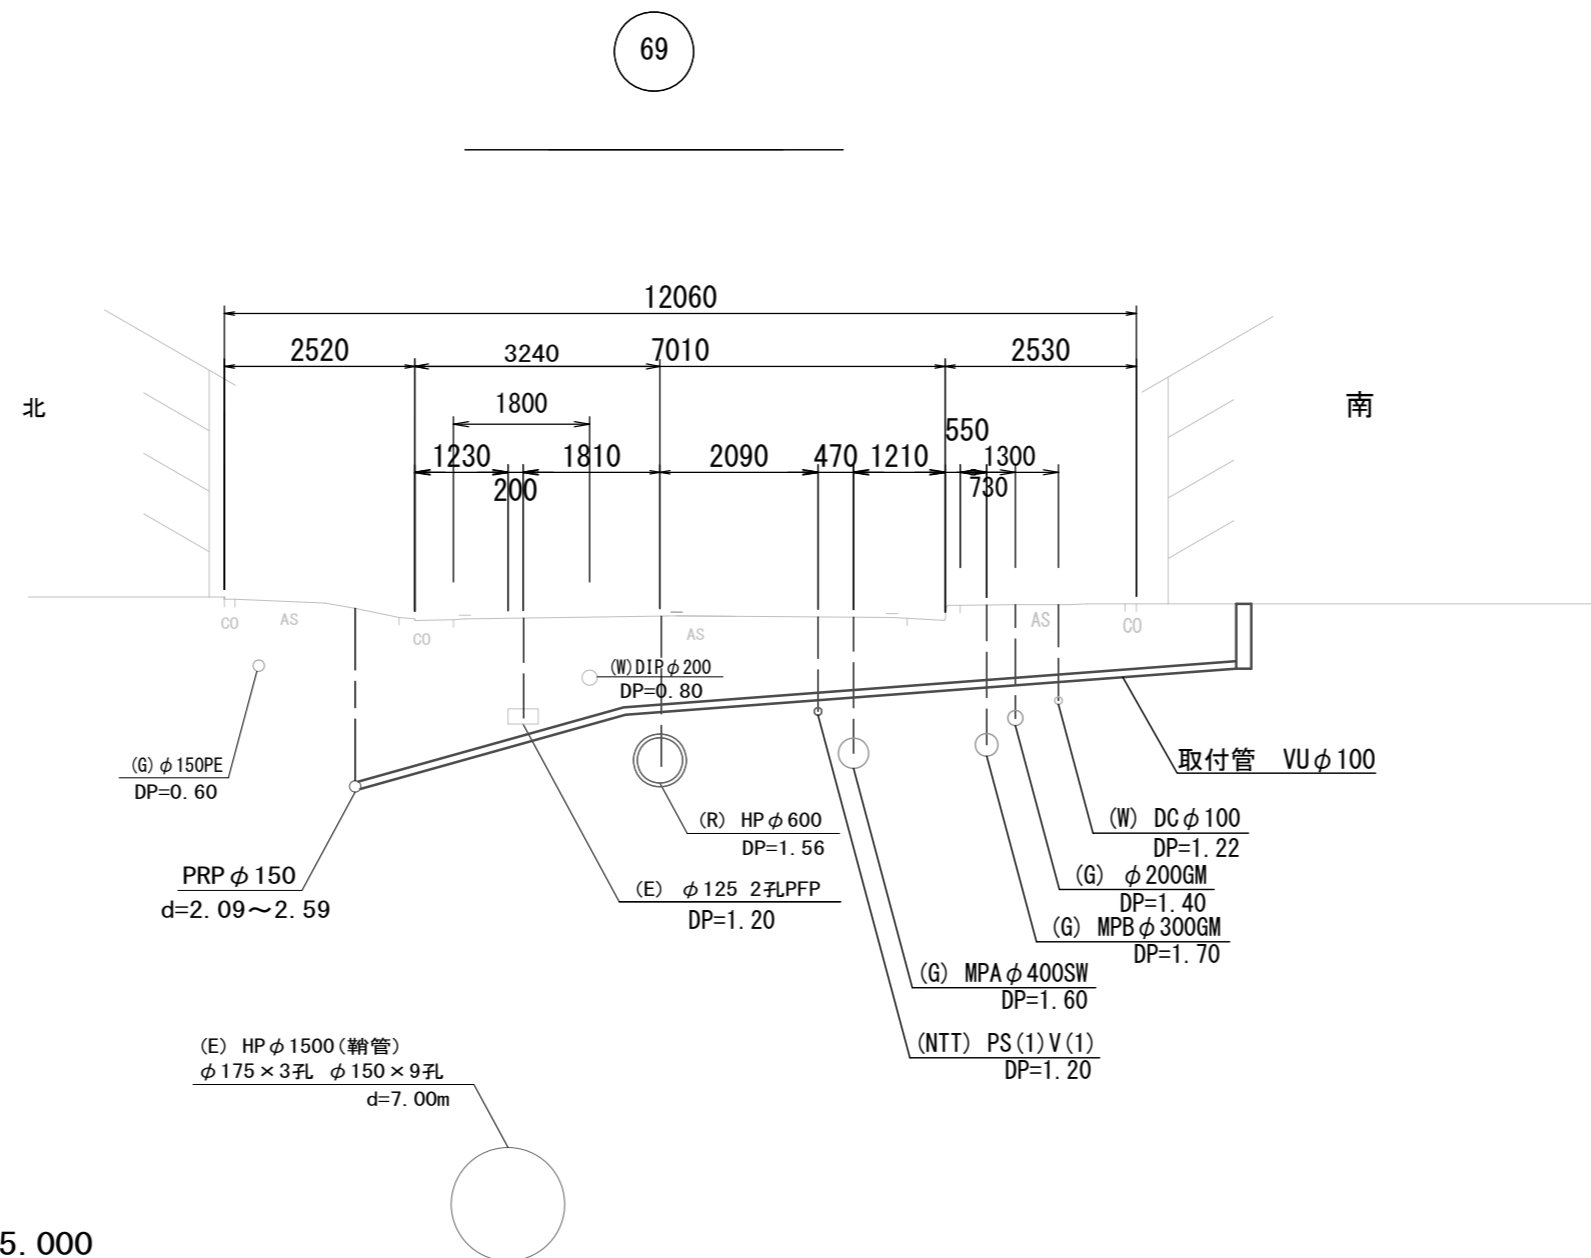 69
12060
2520
3240
7010
2530
北
南
1800
550
1230
1810
2090
470
1210
1300
200
730
CO
AS
CO
AS
AS
CO
(W)DIPφ200
DP=0.80
(G)φ150PE
DP=0.60
取付管 VUφ100
(R) HPφ600
DP=1.56
(W) DCφ100
DP=1.22
PRPφ150
d=2.09～2.59
(E) φ125 2孔PFP
DP=1.20
(G) φ200GM
DP=1.40
(G) MPBφ300GM
DP=1.70
(G) MPAφ400SW
DP=1.60
(NTT) PS(1)V(1)
DP=1.20
(E) HPφ1500(鞘管)
φ175×3孔 φ150×9孔
d=7.00m
5.000